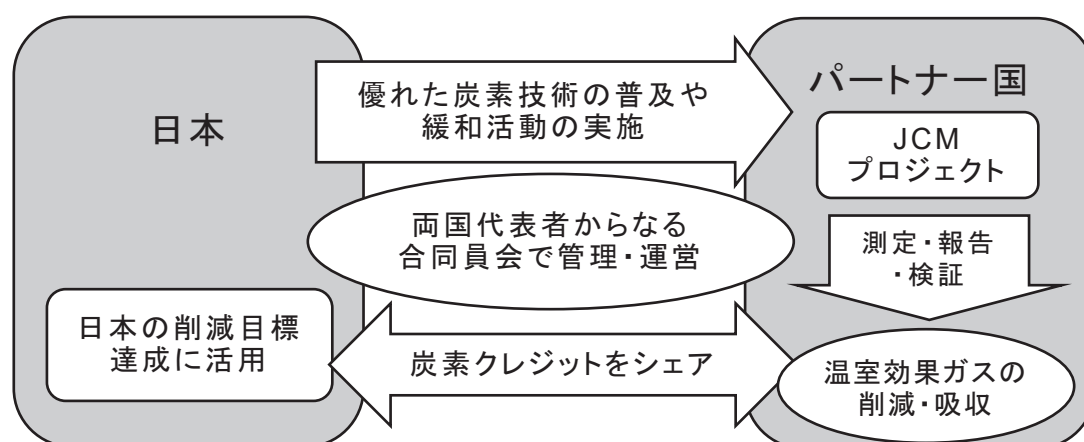 日本
優れた炭素技術の普及や
緩和活動の実施
パートナー国
JCM
プロジェクト
両国代表者からなる
合同員会で管理・運営
測定・報告
・検証
日本の削減目標
達成に活用
炭素クレジットをシェア
温室効果ガスの
削減・吸収